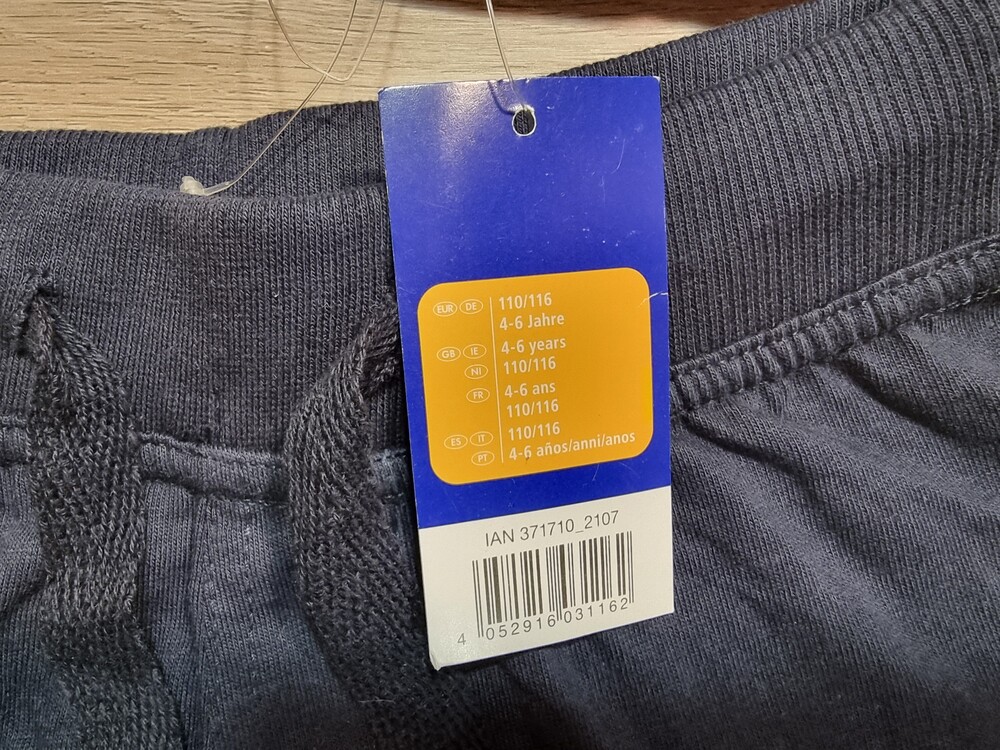 EUR DE 110/116
4-6 Jahre
GB IE 4-6 years
NI 110/116
FR 4-6 ans
110/116
ES IT 110/116
PT 4-6 años/anni/anos
IAN 371710_2107
4 052916 031162